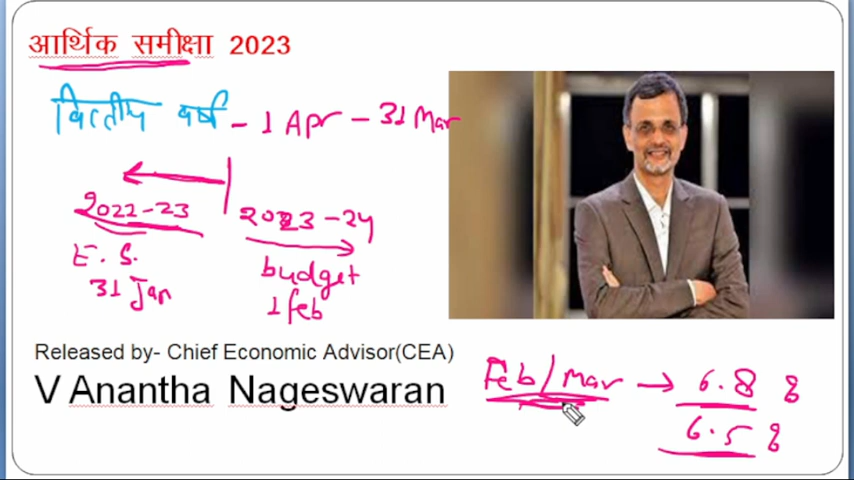 आर्थिक समीक्षा 2023
वित्तीय वर्ष - 1 Apr - 31 Mar
2022-23
2023-24
E. S.
31 Jan
budget
1 feb
Released by- Chief Economic Advisor(CEA)
V Anantha Nageswaran
Feb/Mar → 6.8 %
6.5 %